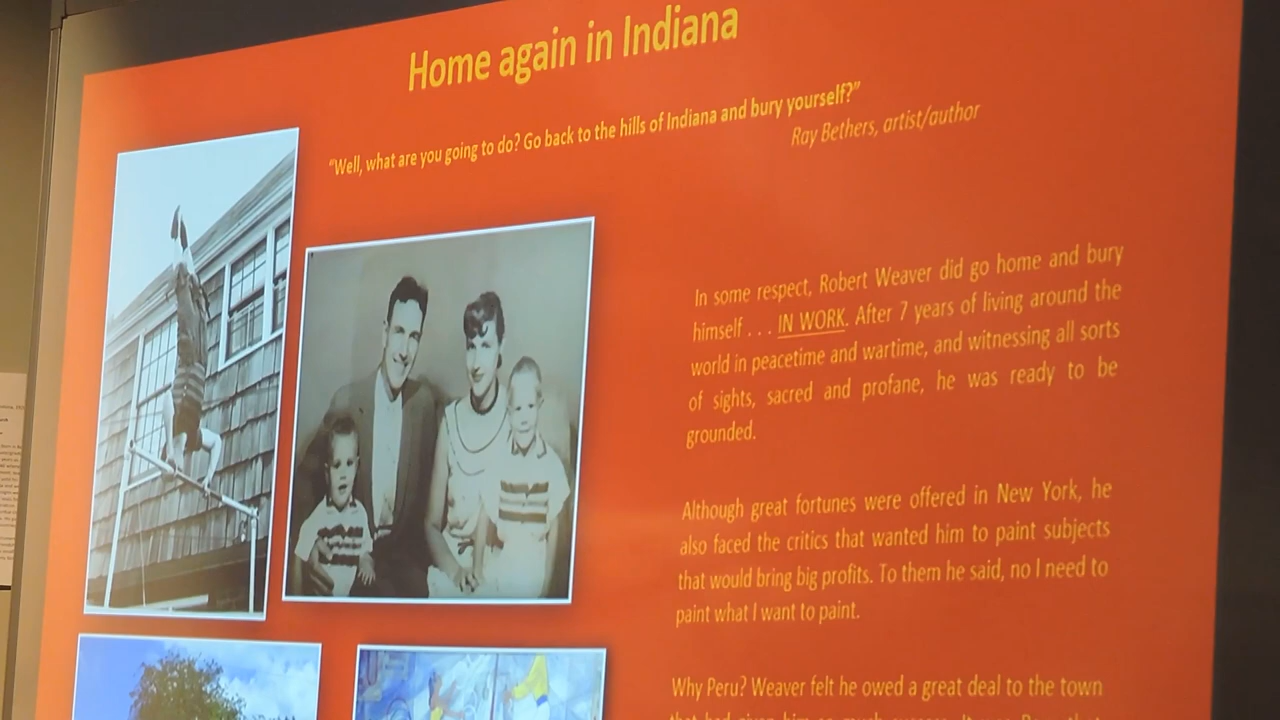 Home again in Indiana
“Well, what are you going to do? Go back to the hills of Indiana and bury yourself?”
Ray Bethers, artist/author
In some respect, Robert Weaver did go home and bury
himself . . . IN WORK. After 7 years of living around the
world in peacetime and wartime, and witnessing all sorts
of sights, sacred and profane, he was ready to be
grounded.
Although great fortunes were offered in New York, he
also faced the critics that wanted him to paint subjects
that would bring big profits. To them he said, no I need to
paint what I want to paint.
Why Peru? Weaver felt he owed a great deal to the town